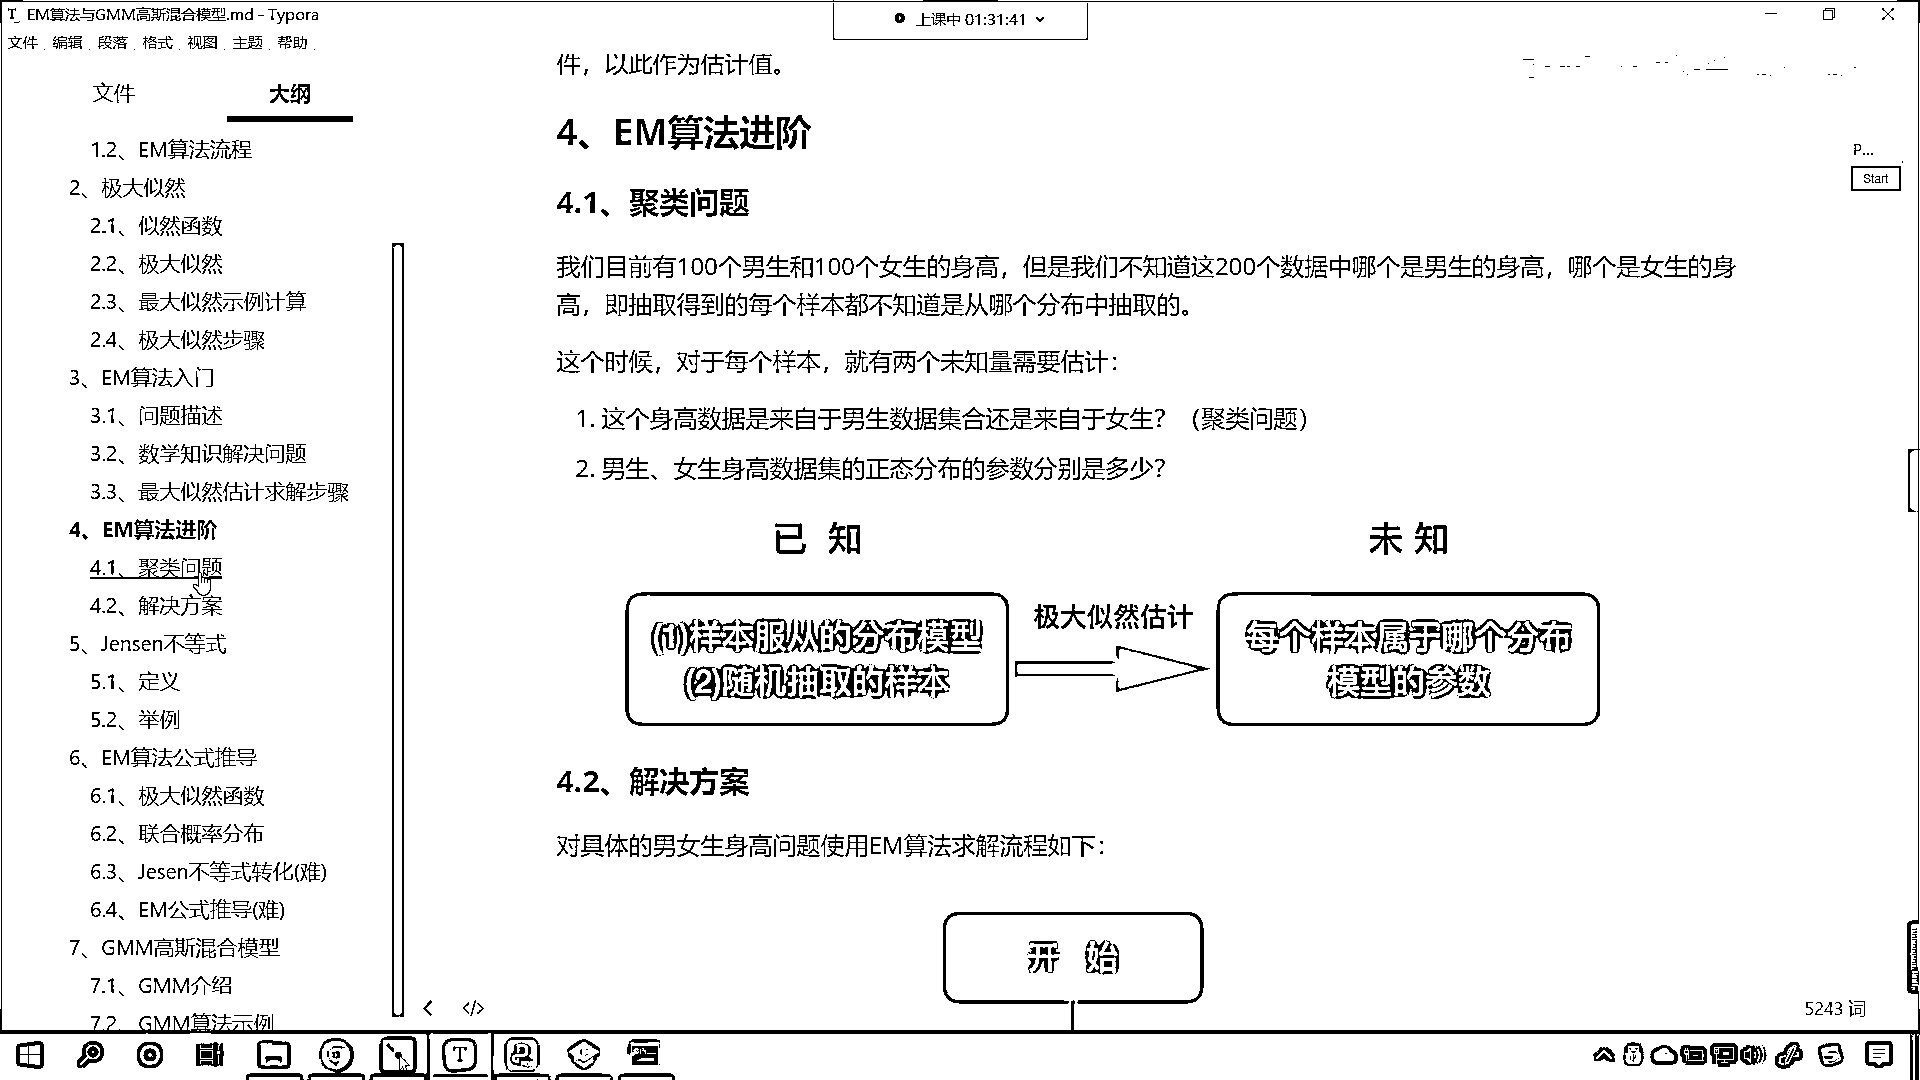 EM算法与GMM高斯混合模型.md - Typora
上课中 01:31:41
文件 编辑 段落 格式 视图 主题 帮助
文件 大纲
1.2、EM算法流程
2、极大似然
2.1、似然函数
2.2、极大似然
2.3、最大似然示例计算
2.4、极大似然步骤
3、EM算法入门
3.1、问题描述
3.2、数学知识解决问题
3.3、最大似然估计求解步骤
4、EM算法进阶
4.1、聚类问题
4.2、解决方案
5、Jensen不等式
5.1、定义
5.2、举例
6、EM算法公式推导
6.1、极大似然函数
6.2、联合概率分布
6.3、Jesen不等式转化(难)
6.4、EM公式推导(难)
7、GMM高斯混合模型
7.1、GMM介绍
7.2、GMM算法示例
件，以此作为估计值。
4、EM算法进阶
4.1、聚类问题
我们目前有100个男生和100个女生的身高，但是我们不知道这200个数据中哪个是男生的身高，哪个是女生的身
高，即抽取得到的每个样本都不知道是从哪个分布中抽取的。
这个时候，对于每个样本，就有两个未知量需要估计：
1. 这个身高数据是来自于男生数据集合还是来自于女生？（聚类问题）
2. 男生、女生身高数据集的正态分布的参数分别是多少？
已 知
未 知
(1)样本服从的分布模型
(2)随机抽取的样本
极大似然估计
每个样本属于哪个分布
模型的参数
4.2、解决方案
对具体的男女生身高问题使用EM算法求解流程如下：
开 始
P...
Start
5243 词